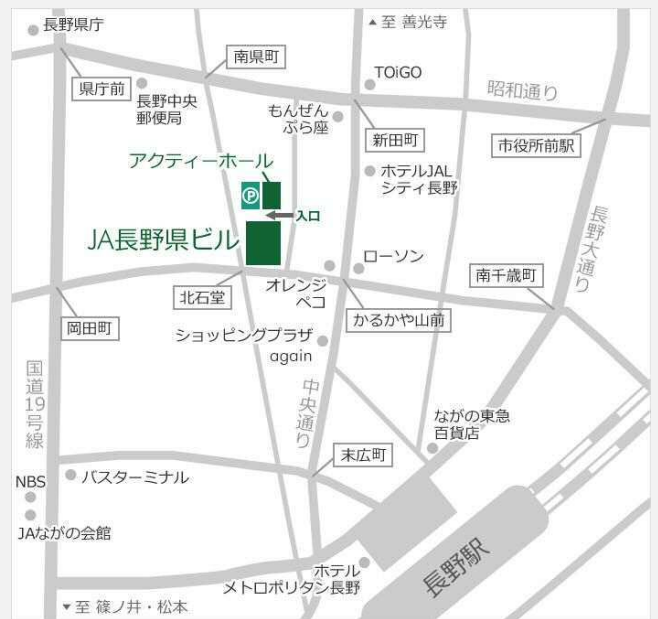 長野県庁
▲至 善光寺
南県町
県庁前
TOiGO
昭和通り
長野中央
郵便局
もんぜん
ぷら座
新田町
市役所前駅
アクティーホール
ホテルJAL
シティ長野
P
入口
JA長野県ビル
長野大通り
ローソン
南千歳町
オレンジ
ペコ
北石堂
かるかや山前
岡田町
ショッピングプラザ
again
国道19号線
中央通り
ながの東急
百貨店
末広町
バスターミナル
NBS
JAながの会館
長野駅
ホテル
メトロポリタン長野
▼至 篠ノ井・松本